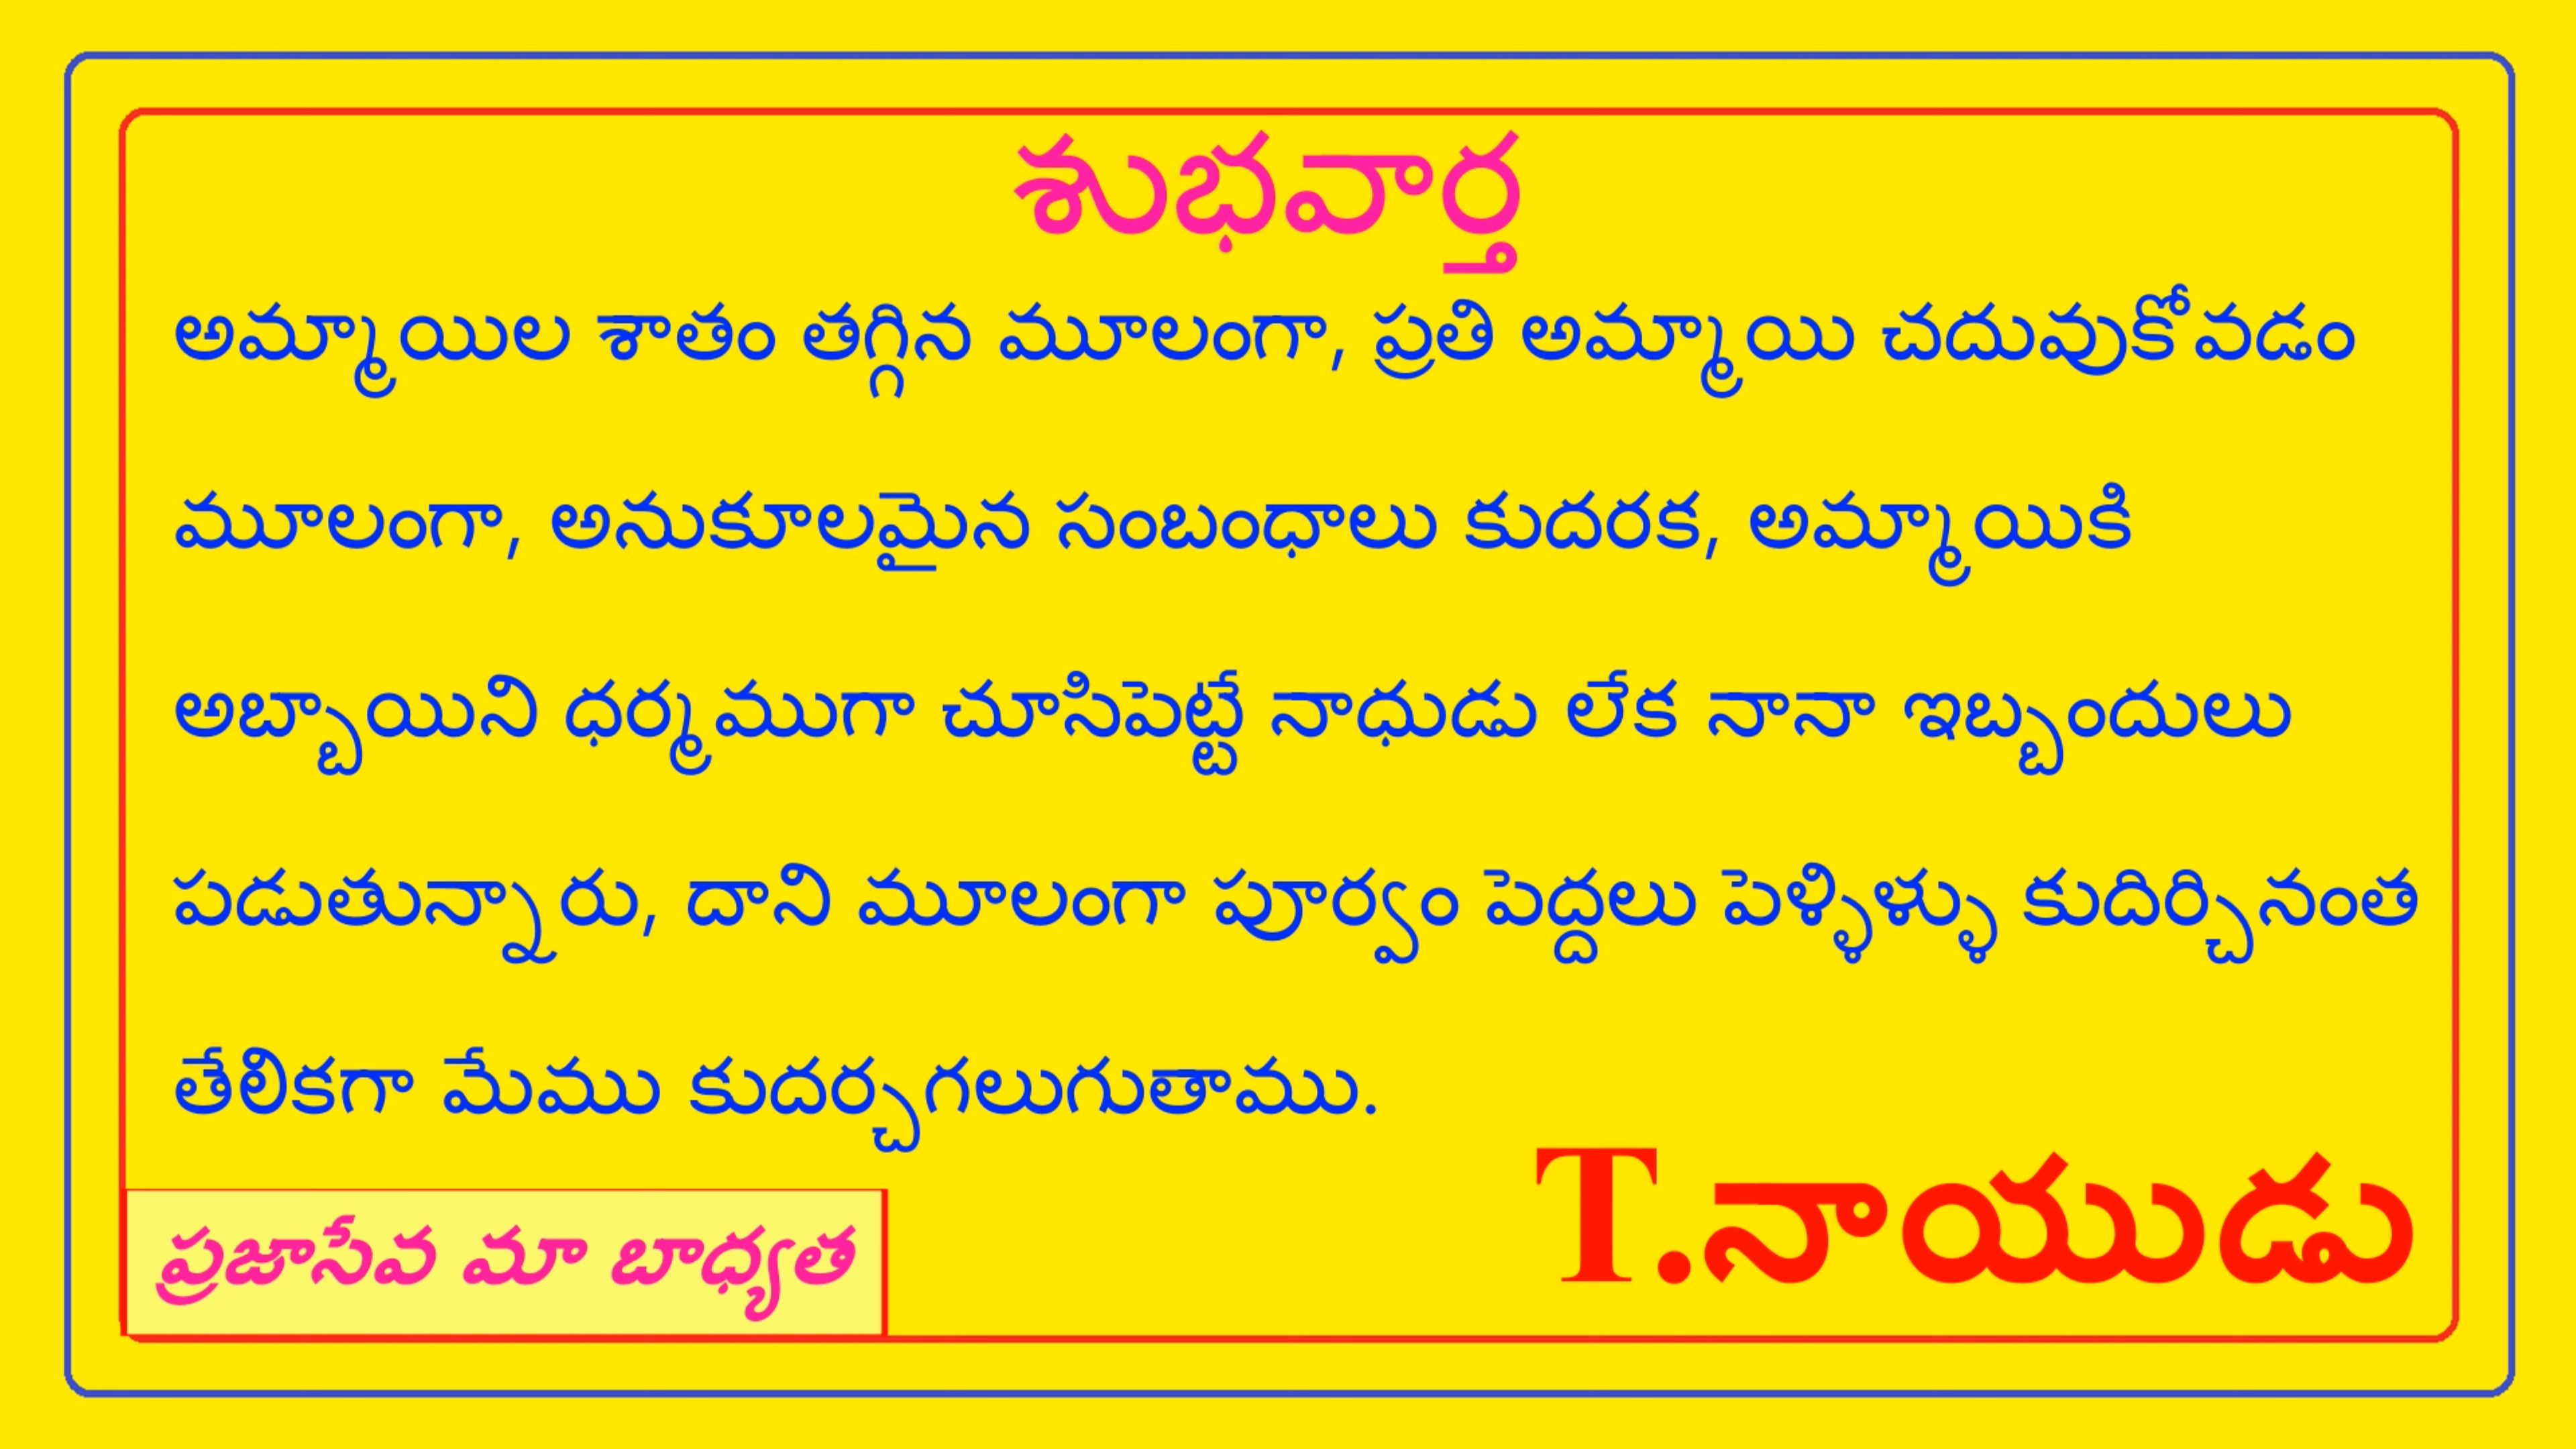 శుభవార్త
అమ్మాయిల శాతం తగ్గిన మూలంగా, ప్రతి అమ్మాయి చదువుకోవడం
మూలంగా, అనుకూలమైన సంబంధాలు కుదరక, అమ్మాయికి
అబ్బాయిని ధర్మముగా చూసిపెట్టే నాధుడు లేక నానా ఇబ్బందులు
పడుతున్నారు, దాని మూలంగా పూర్వం పెద్దలు పెళ్ళిళ్ళు కుదిర్చినంత
తేలికగా మేము కుదర్చగలుగుతాము.
T.నాయుడు
ప్రజాసేవ మా బాధ్యత